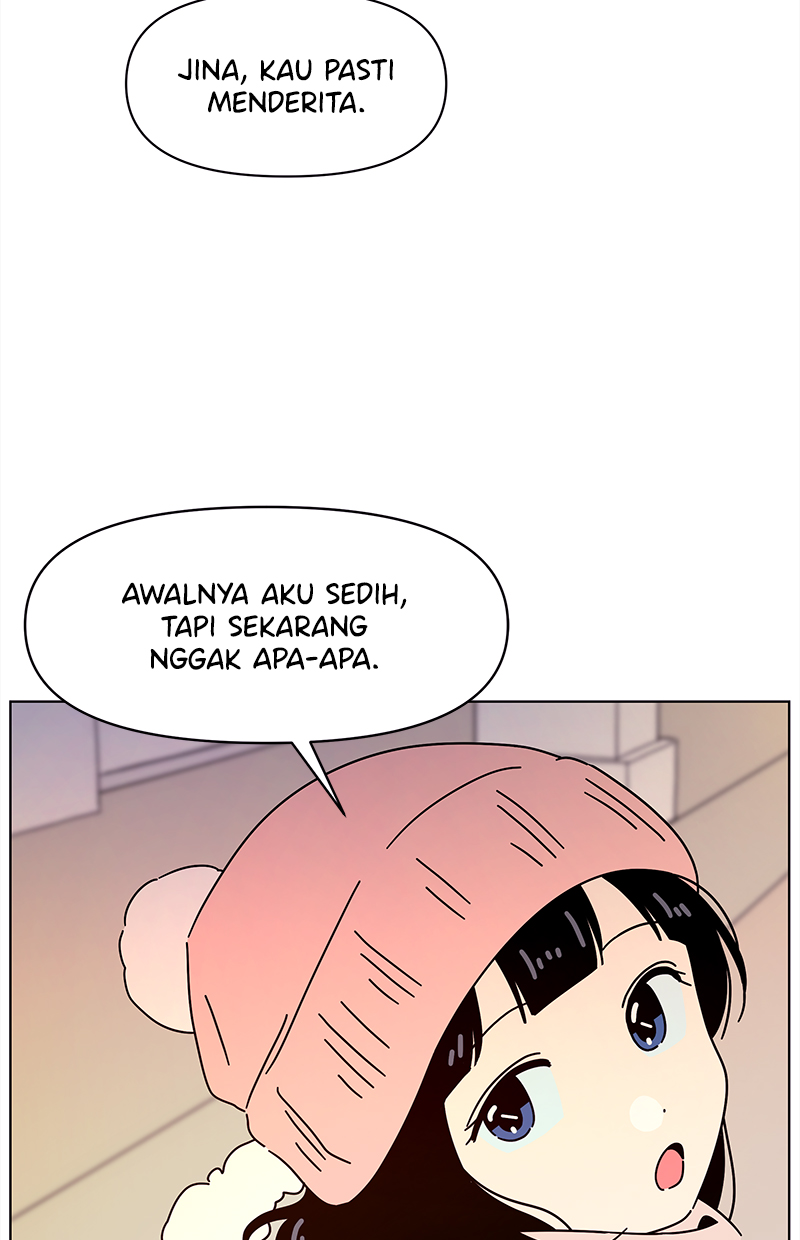 JINA, KAU PASTI
MENDERITA.
AWALNYA AKU SEDIH,
TAPI SEKARANG
NGGAK APA-APA.